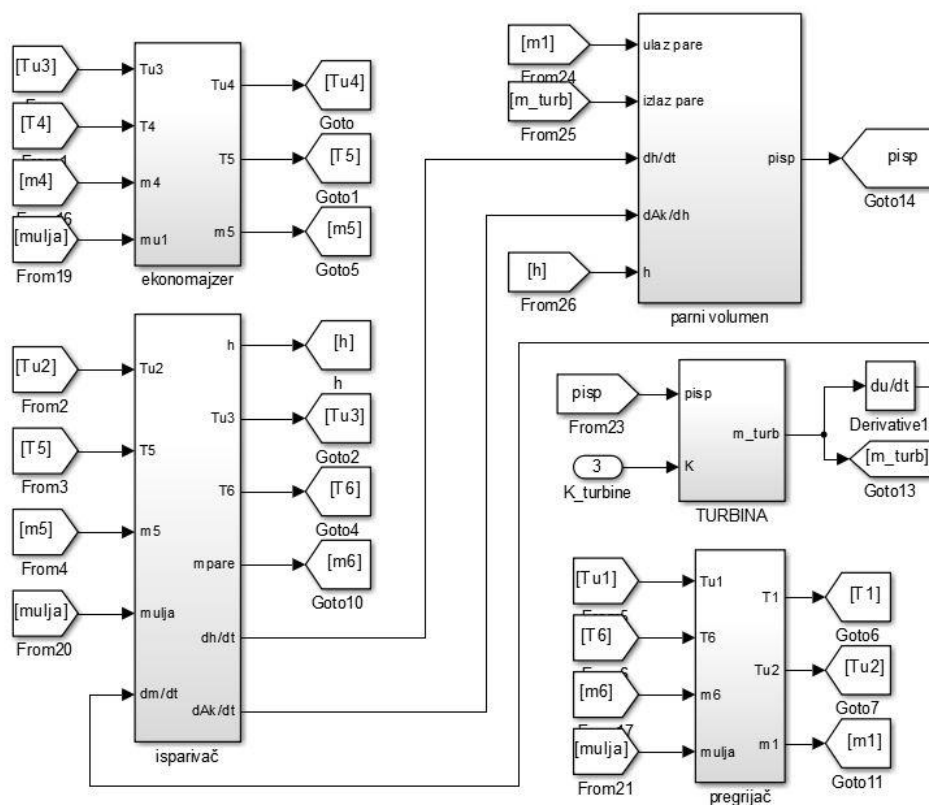 [Tu3]
[T4]
From1
[m4]
From16
[mulja]
From19
Tu3
T4
m4
mu1
Tu4
T5
m5
ekonomajzer
[Tu4]
Goto
[T5]
Goto1
[m5]
Goto5
[m1]
From24
[m_turb]
From25
[h]
From26
ulaz pare
izlaz pare
dh/dt
dAk/dh
h
pisp
parni volumen
pisp
Goto14
[Tu2]
From2
[T5]
From3
[m5]
From4
[mulja]
From20
Tu2
T5
m5
mulja
dm/dt
h
Tu3
T6
mpare
dh/dt
dAk/dt
isparivač
[h]
h
[Tu3]
Goto2
[T6]
Goto4
[m6]
Goto10
pisp
From23
3
K_turbine
pisp
K
m_turb
TURBINA
du/dt
Derivative1
[m_turb]
Goto13
[Tu1]
[T6]
[m6]
From17
[mulja]
From21
Tu1
T6
m6
mulja
T1
Tu2
m1
pregrijač
[T1]
Goto6
[Tu2]
Goto7
[m1]
Goto11